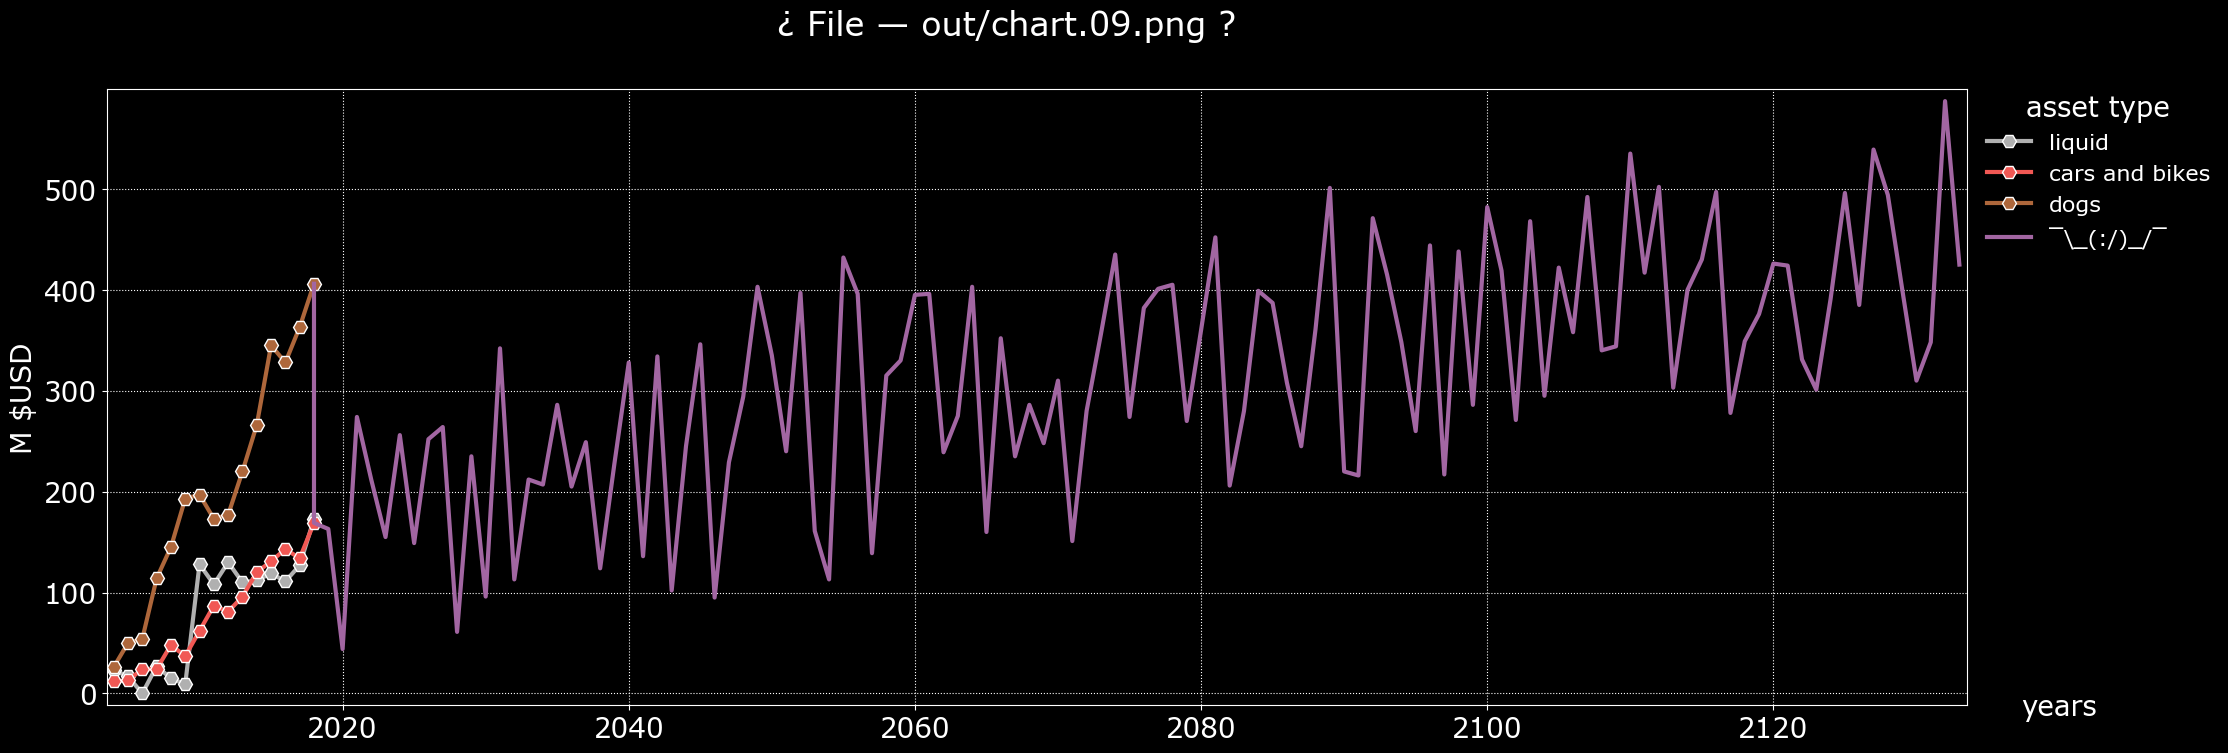 ¿ File — out/chart.09.png ?
asset type
liquid
cars and bikes
dogs
¯\_(:/)_/¯
M $USD
500
400
300
200
100
0
2020 2040 2060 2080 2100 2120
years